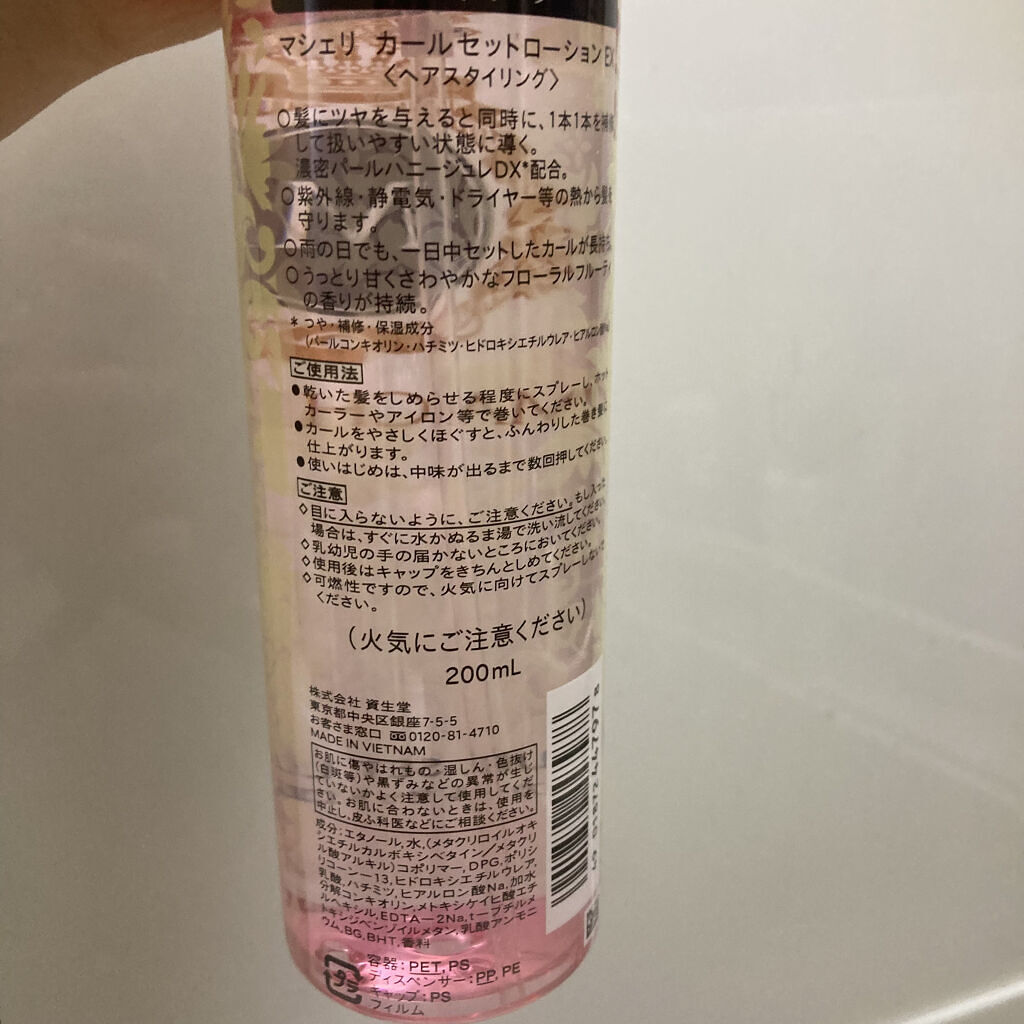 マシェリ カールセットローション EX
〈ヘアスタイリング〉
○髪にツヤを与えると同時に、1本1本を補修
して扱いやすい状態に導く。
濃密パールハニージュレDX*配合。
○紫外線・静電気・ドライヤー等の熱から髪を
守ります。
○雨の日でも、一日中セットしたカールが長持
○うっとり甘くさわやかなフローラルフルーティ
の香りが持続。
* つや・補修・保湿成分
(パールコンキオリン・ハチミツ・ヒドロキシエチルウレア・ヒアルロン酸
ご使用法
●乾いた髪をしめらせる程度にスプレーし、ホット
カーラーやアイロン等で巻いてください。
●カールをやさしくほぐすと、ふんわりした巻き髪に
仕上がります。
●使いはじめは、中味が出るまで数回押してください。
ご注意
◇目に入らないように、ご注意ください。もし入った
場合は、すぐに水かぬるま湯で洗い流してください。
◇乳幼児の手の届かないところにおいてください。
◇使用後はキャップをきちんとしめてください。
◇可燃性ですので、火気に向けてスプレーしないで
ください。
(火気にご注意ください)
200mL
株式会社 資生堂
東京都中央区銀座7-5-5
お客さま窓口 0120-81-4710
MADE IN VIETNAM
お肌に傷やはれもの・湿しん・色抜け
(白斑等)や黒ずみなどの異常が生じ
ていないかよく注意して使用してくだ
さい。お肌に合わないときは、使用を
中止し、皮ふ科医などにご相談ください。
成分:エタノール,水,(メタクリロイルオキ
シエチルカルボキシベタイン/メタクリ
ル酸アルキル)コポリマー,DPG,ポリシ
リコーン-13,ヒドロキシエチルウレア,
乳酸,ハチミツ,ヒアルロン酸Na,加水
分解コンキオリン,メトキシケイヒ酸エチ
ルヘキシル,EDTA-2Na,t-ブチルメ
トキシジベンゾイルメタン,乳酸アンモニ
ウム,BG,BHT,香料
プラ
容器:PET,PS
ディスペンサー:PP,PE
キャップ:PS
フィルム